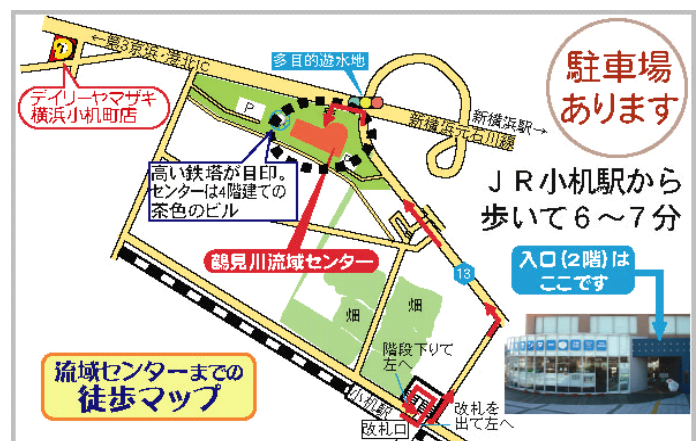 ←第3京浜・港北IC
多目的遊水地
駐車場
あります
デイリーヤマザキ
横浜小机町店
P
新横浜駅→
新横浜元石川線
高い鉄塔が目印。
センターは4階建ての
茶色のビル
P
JR小机駅から
歩いて6~7分
鶴見川流域センター
13
入口(2階)は
ここです
畑
畑
階段下りて
左へ
流域センターまでの
徒歩マップ
小机駅
改札を
出て左へ
改札口